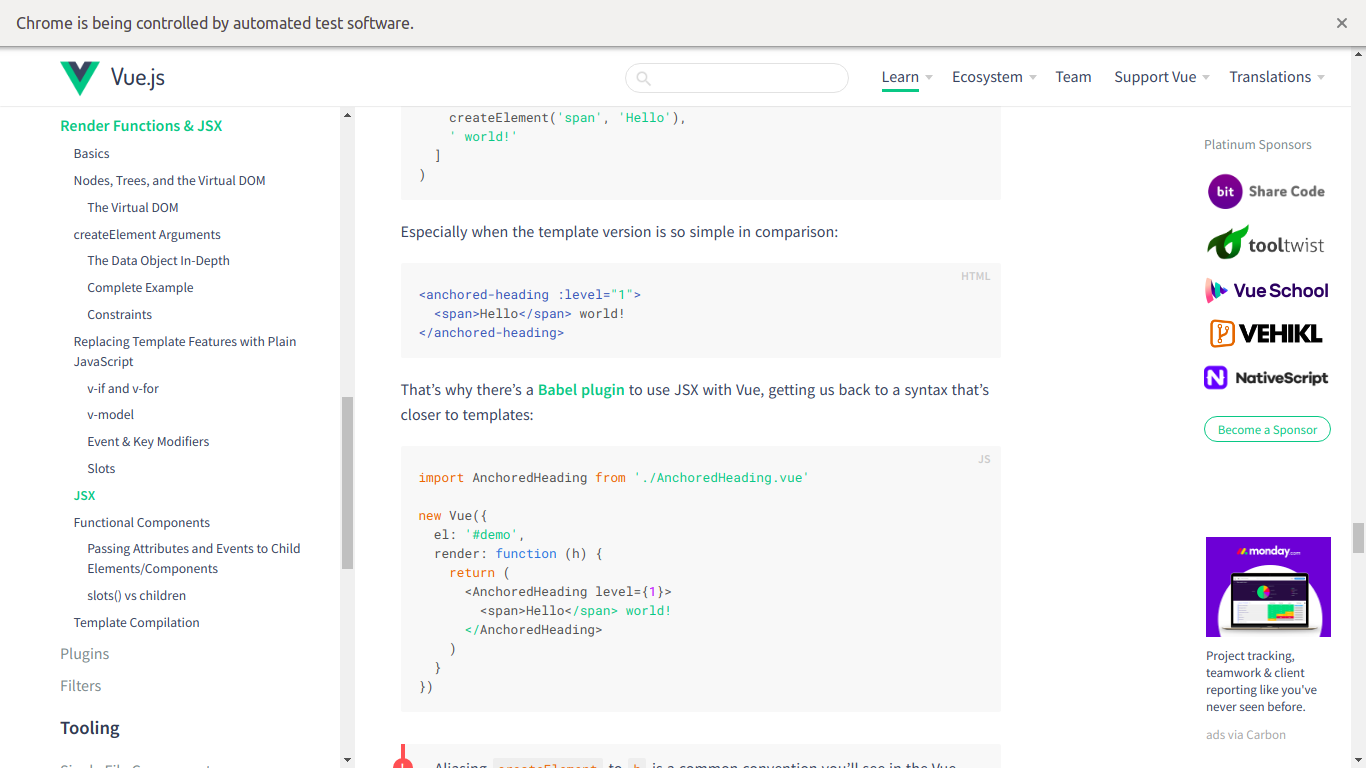 Chrome is being controlled by automated test software.
Vue.js
Learn
Ecosystem
Team
Support Vue
Translations
Render Functions & JSX
Basics
Nodes, Trees, and the Virtual DOM
The Virtual DOM
createElement Arguments
The Data Object In-Depth
Complete Example
Constraints
Replacing Template Features with Plain
JavaScript
v-if and v-for
v-model
Event & Key Modifiers
Slots
JSX
Functional Components
Passing Attributes and Events to Child
Elements/Components
slots() vs children
Template Compilation
Plugins
Filters
Tooling
createElement('span', 'Hello'),
' world!'
]
)
Especially when the template version is so simple in comparison:
HTML
<anchored-heading :level="1">
<span>Hello</span> world!
</anchored-heading>
That's why there's a Babel plugin to use JSX with Vue, getting us back to a syntax that's
closer to templates:
JS
import AnchoredHeading from './AnchoredHeading.vue'
new Vue({
el: '#demo',
render: function (h) {
return (
<AnchoredHeading level={1}>
<span>Hello</span> world!
</AnchoredHeading>
)
}
})
Aliasing createElement to h is a common convention you'll see in the Vue
Platinum Sponsors
bit Share Code
tooltwist
Vue School
VEHIKL
NativeScript
Become a Sponsor
monday.com
Project tracking,
teamwork & client
reporting like you've
never seen before.
ads via Carbon